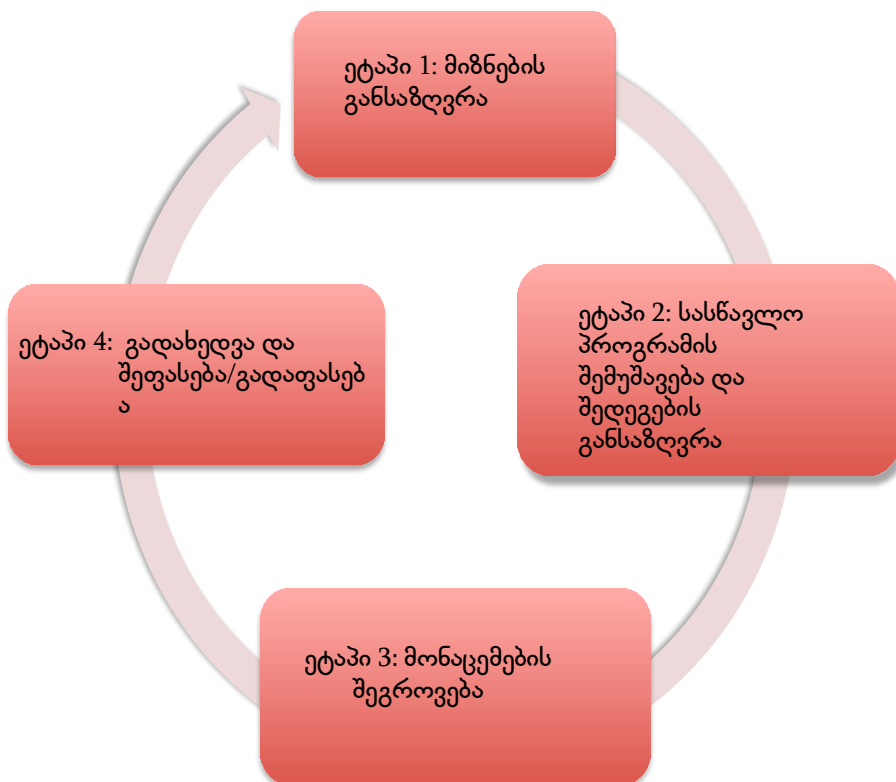 ეტაპი 1: მიზნების
განსაზღვრა
ეტაპი 2: სასწავლო
პროგრამის
შემუშავება და
შედეგების
განსაზღვრა
ეტაპი 3: მონაცემების
შეგროვება
ეტაპი 4: გადახედვა და
შეფასება/გადაფასებ
ა